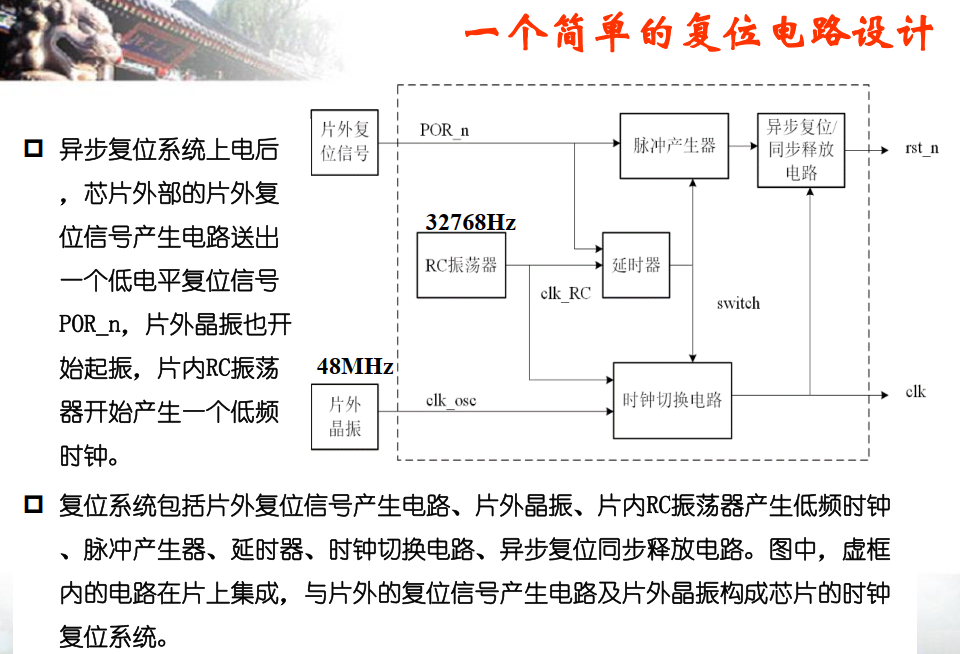 一个简单的复位电路设计
异步复位系统上电后
，芯片外部的片外复
位信号产生电路送出
一个低电平复位信号
POR_n，片外晶振也开
始起振，片内RC振荡
器开始产生一个低频
时钟。
片外复
位信号
POR_n
脉冲产生器
异步复位/
同步释放
电路
rst_n
32768Hz
RC振荡器
clk_RC
延时器
switch
48MHz
片外
晶振
clk_osc
时钟切换电路
clk
复位系统包括片外复位信号产生电路、片外晶振、片内RC振荡器产生低频时钟
、脉冲产生器、延时器、时钟切换电路、异步复位同步释放电路。图中，虚框
内的电路在片上集成，与片外的复位信号产生电路及片外晶振构成芯片的时钟
复位系统。